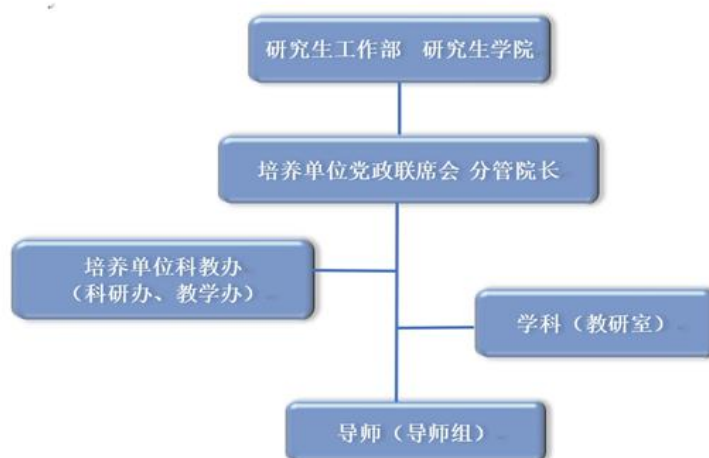 研究生工作部 研究生学院
培养单位党政联席会 分管院长
培养单位科教办
（科研办、教学办）
学科（教研室）
导师（导师组）